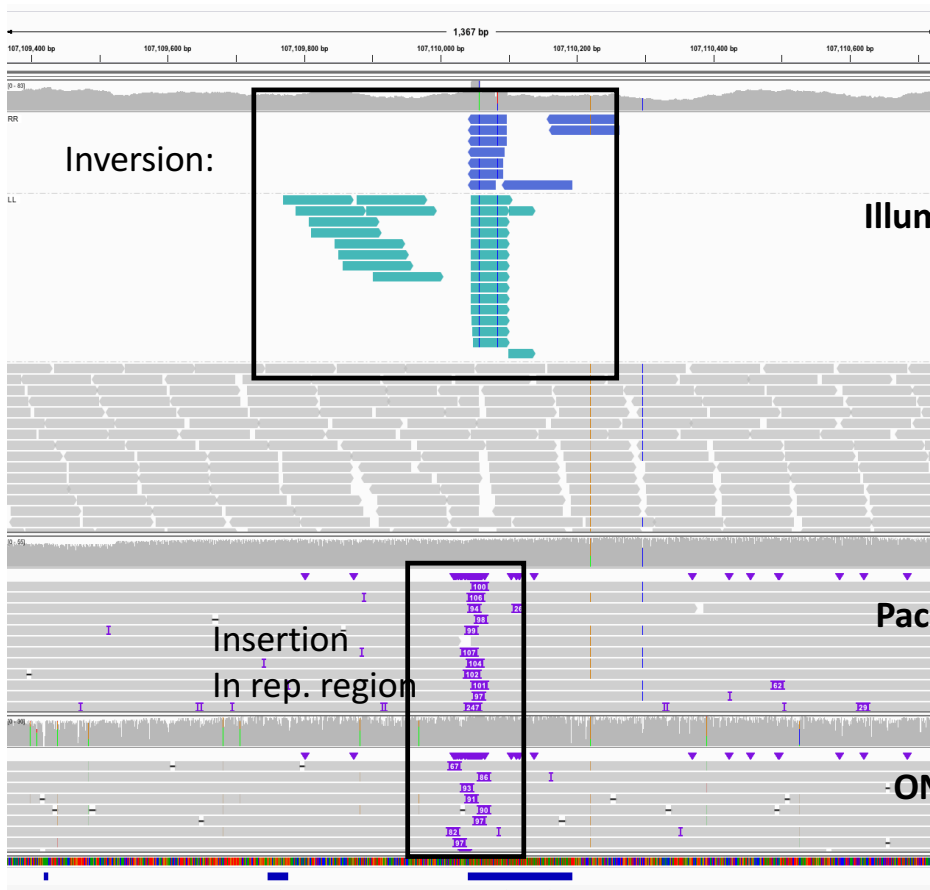 1,367 bp
107,109,400 bp 107,109,600 bp 107,109,800 bp 107,110,000 bp 107,110,200 bp 107,110,400 bp 107,110,600 bp
[0 - 83]
RR
Inversion:
LL
Illum
[0 - 55]
100
106
94 20
Pac
98
99
Insertion
107
104
102
In rep. region
101 62
97
247 29
[0 - 90]
67
86
ON
93
91
90
97
82
97